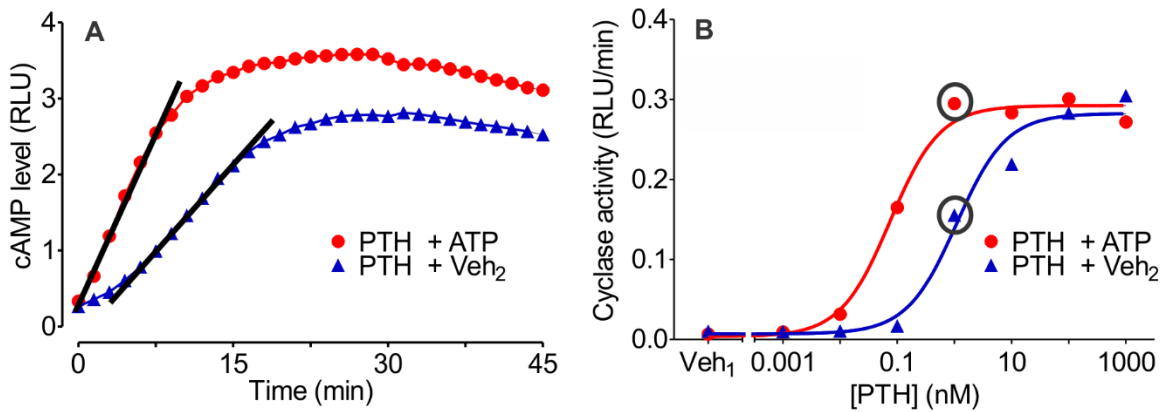 A
cAMP level (RLU)
4
3
2
1
0
PTH + ATP
PTH + Veh2
0 15 30 45
Time (min)
B
Cyclase activity (RLU/min)
0.4
0.3
0.2
0.1
0.0
PTH + ATP
PTH + Veh2
Veh1 0.001 0.1 10 1000
[PTH] (nM)